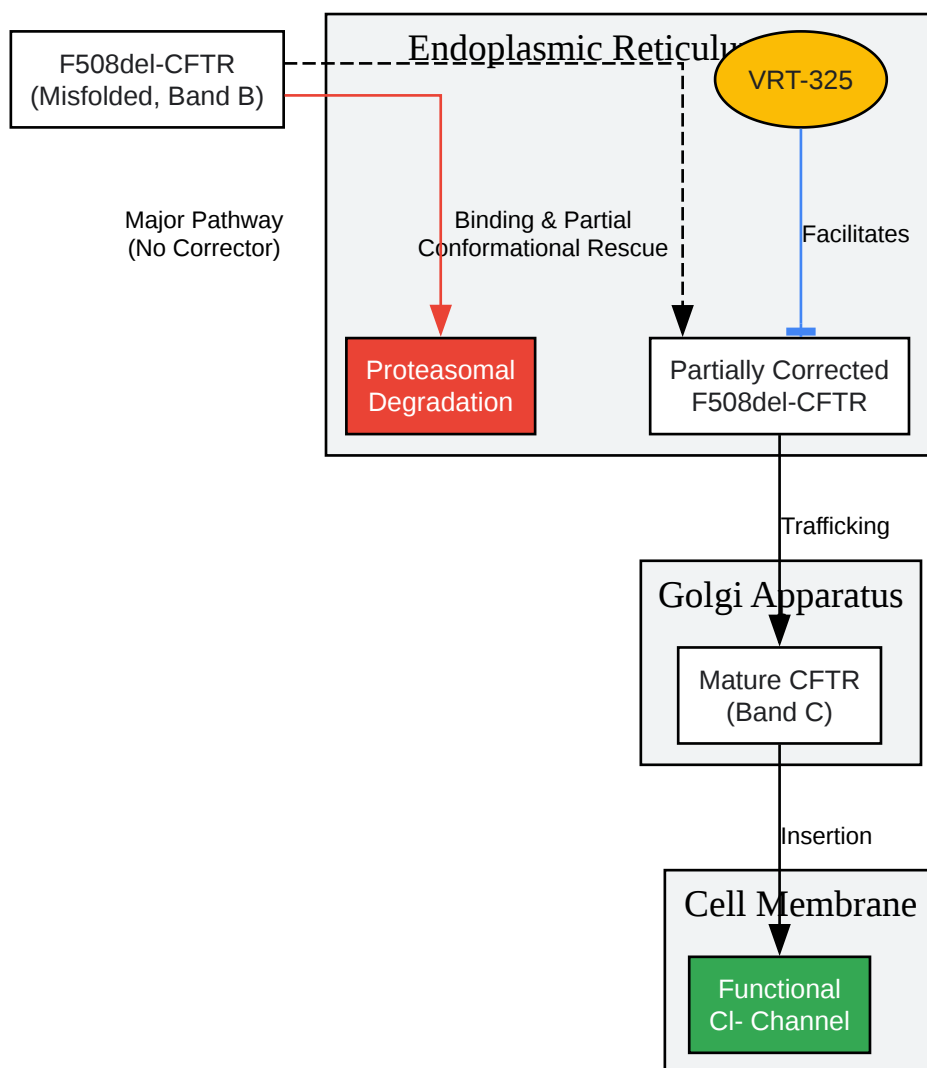 Endoplasmic Reticulu
F508del-CFTR
(Misfolded, Band B)
VRT-325
Major Pathway
(No Corrector)
Binding & Partial
Conformational Rescue
Facilitates
Proteasomal
Degradation
Partially Corrected
F508del-CFTR
Trafficking
Golgi Apparatus
Mature CFTR
(Band C)
Insertion
Cell Membrane
Functional
Cl- Channel